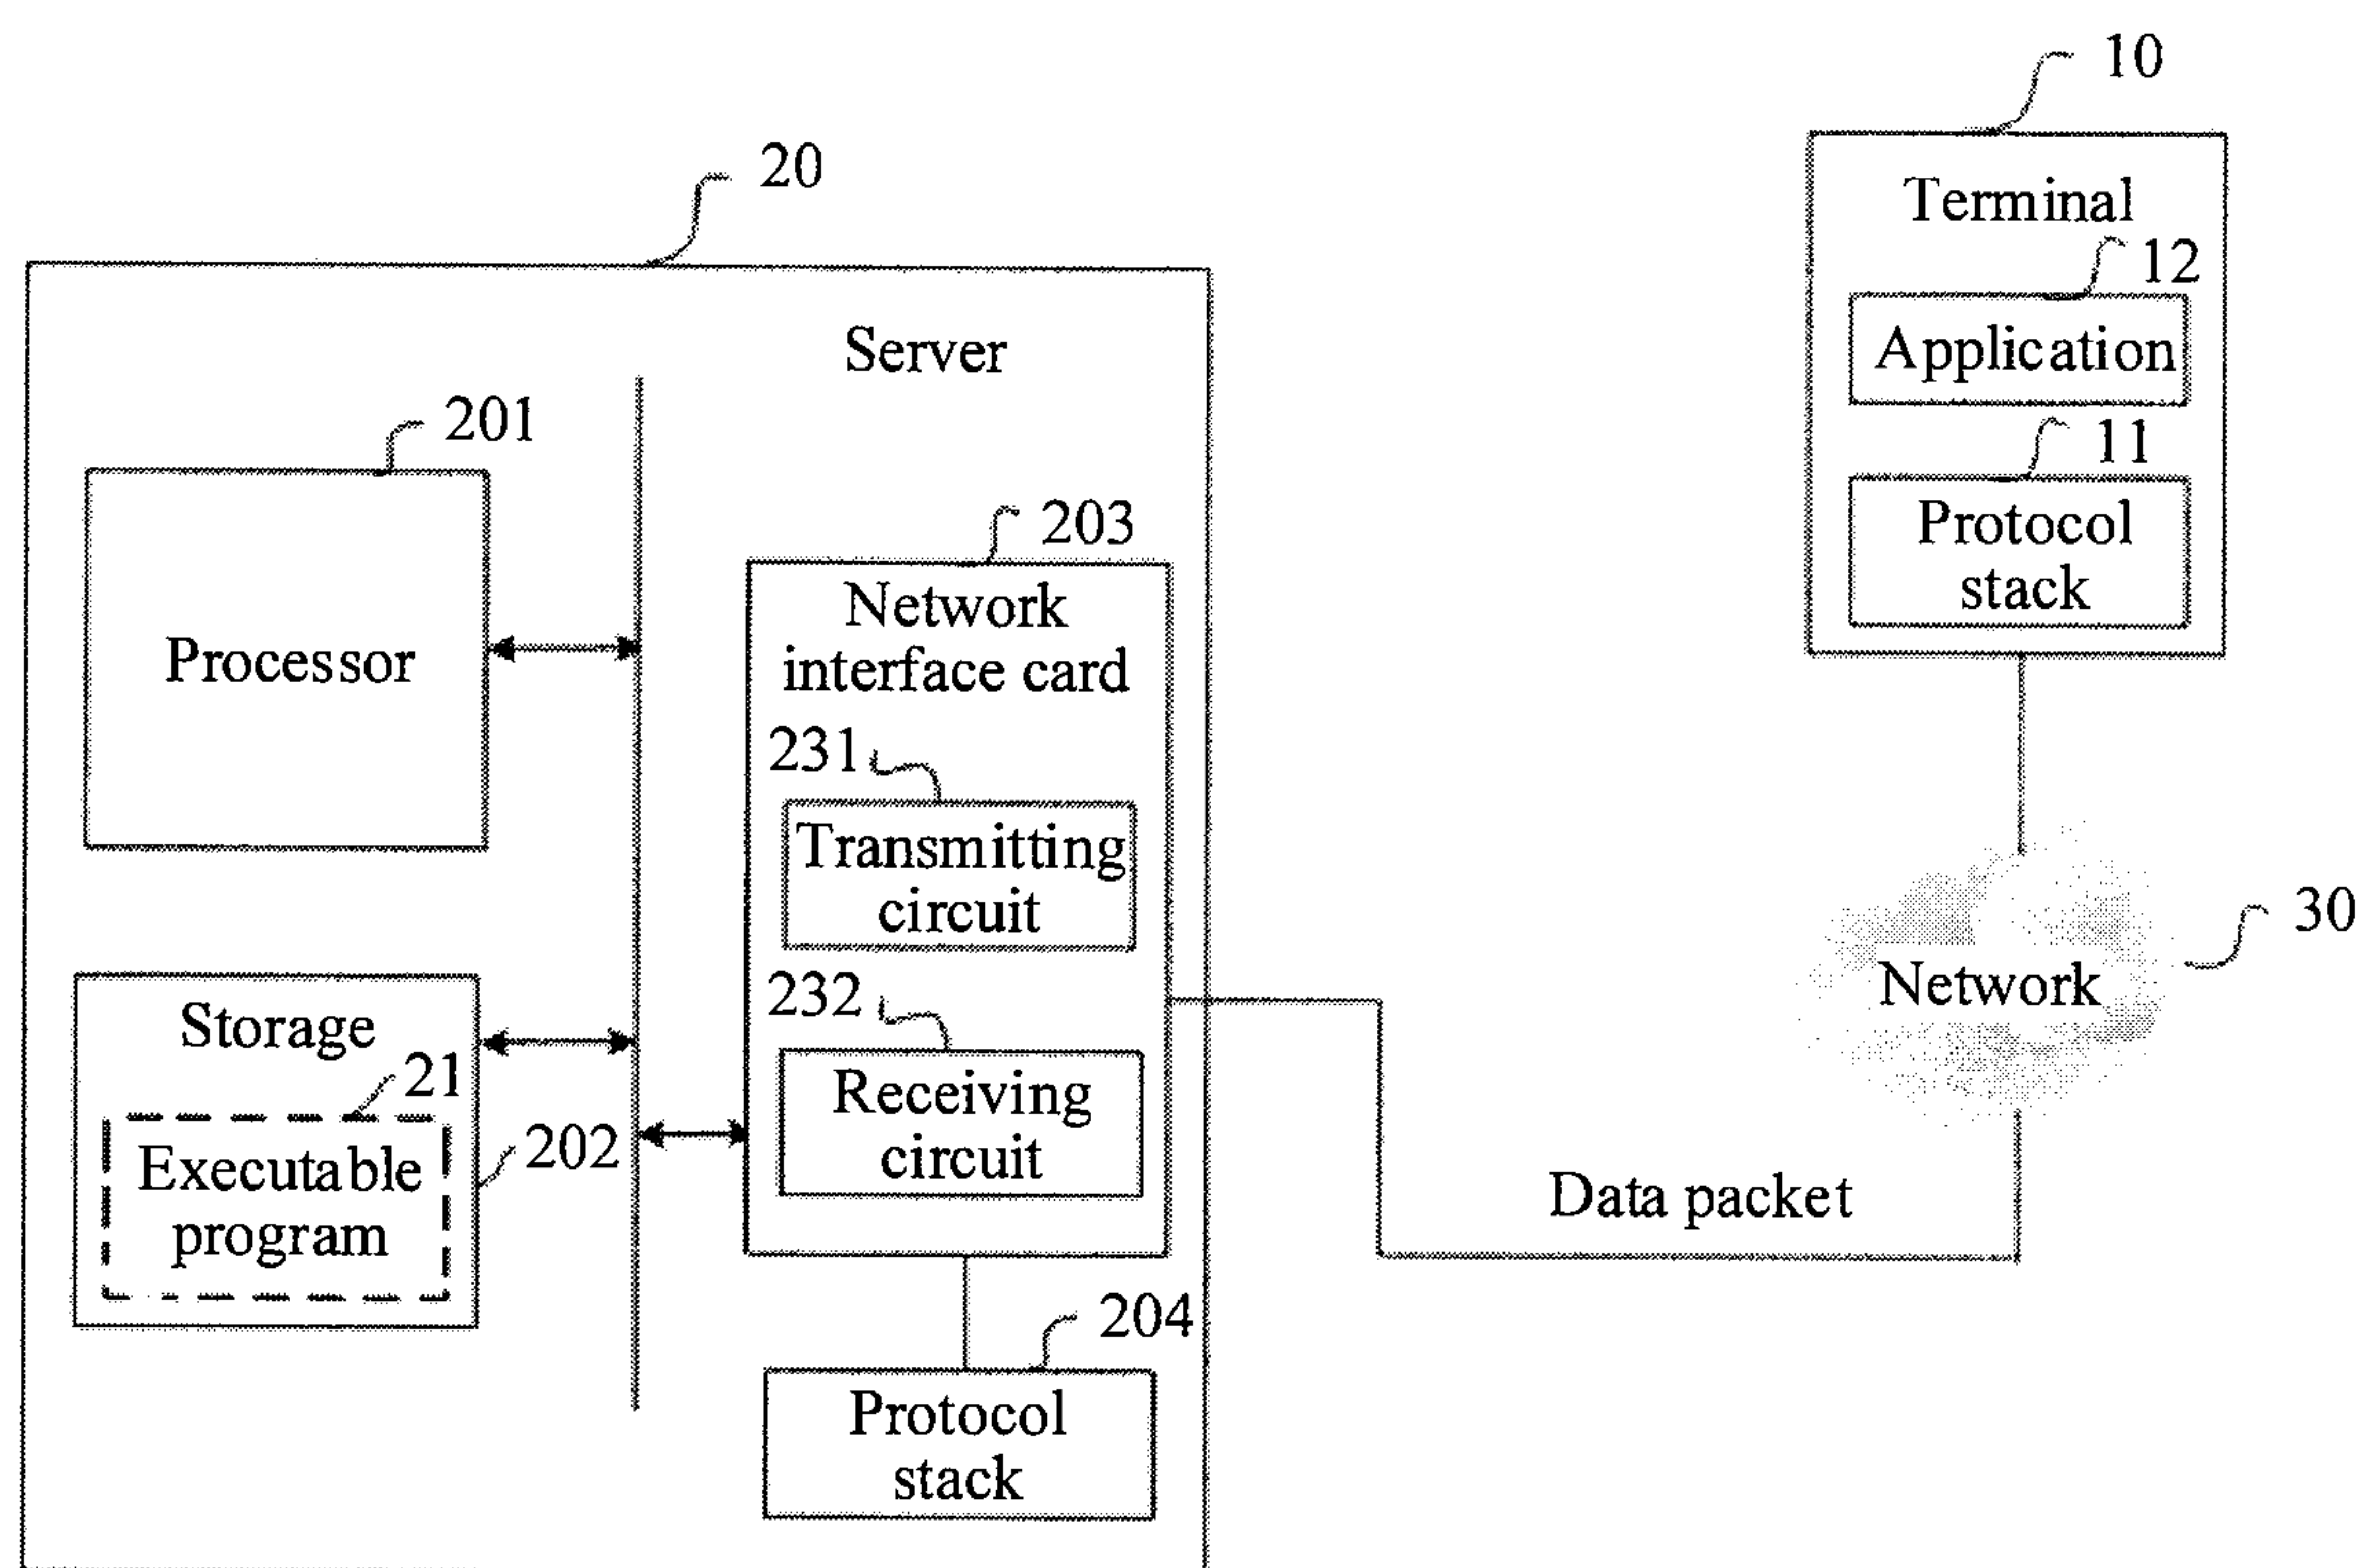 10
20
Terminal
12
Server
Application
201
11
203
Protocol
stack
Network
interface card
Processor
231
Transmitting
circuit
30
Network
232
Storage
21
Receiving
circuit
202
Executable
program
Data packet
204
Protocol
stack